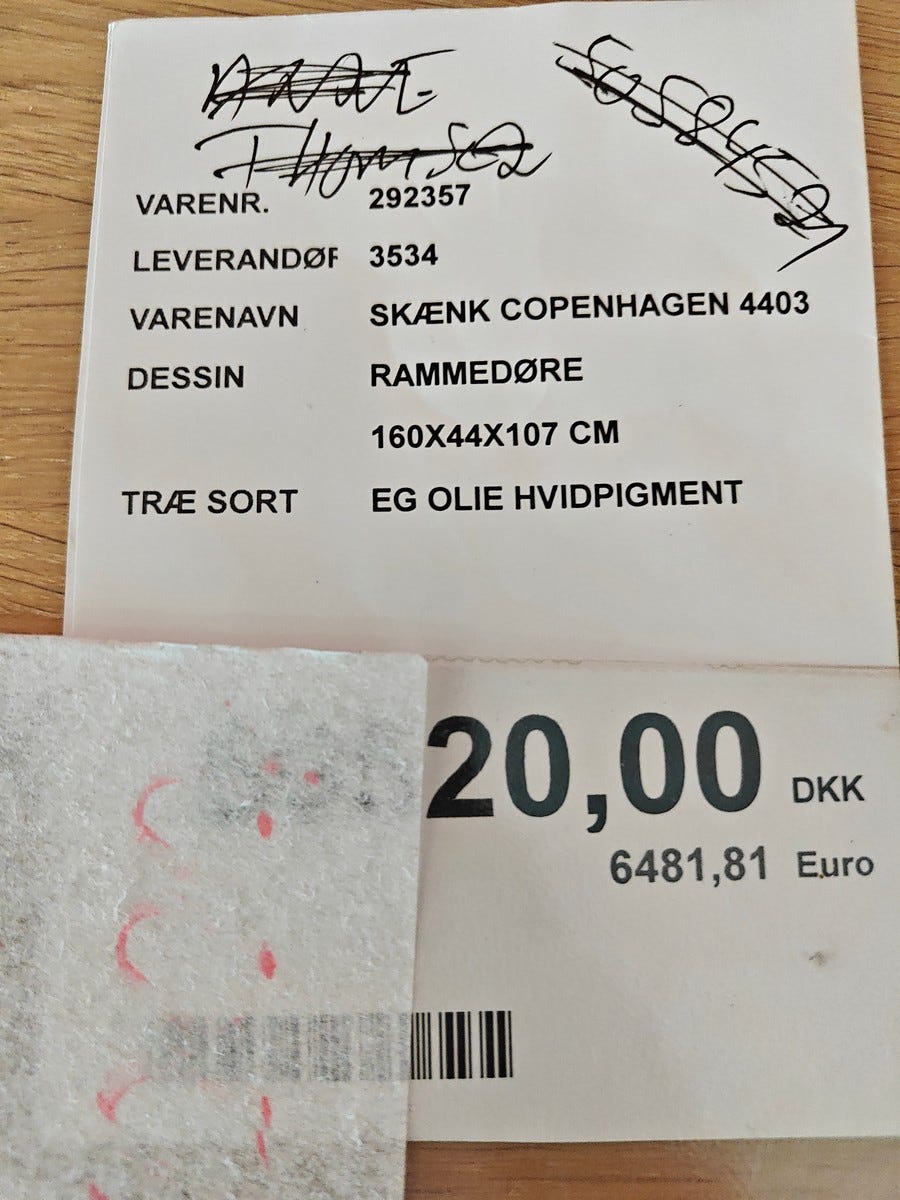 VARENR. 292357
LEVERANDØR 3534
VARENAVN SKÆNK COPENHAGEN 4403
DESSIN RAMMEDØRE
160X44X107 CM
TRÆ SORT EG OLIE HVIDPIGMENT
20,00 DKK
6481,81 Euro